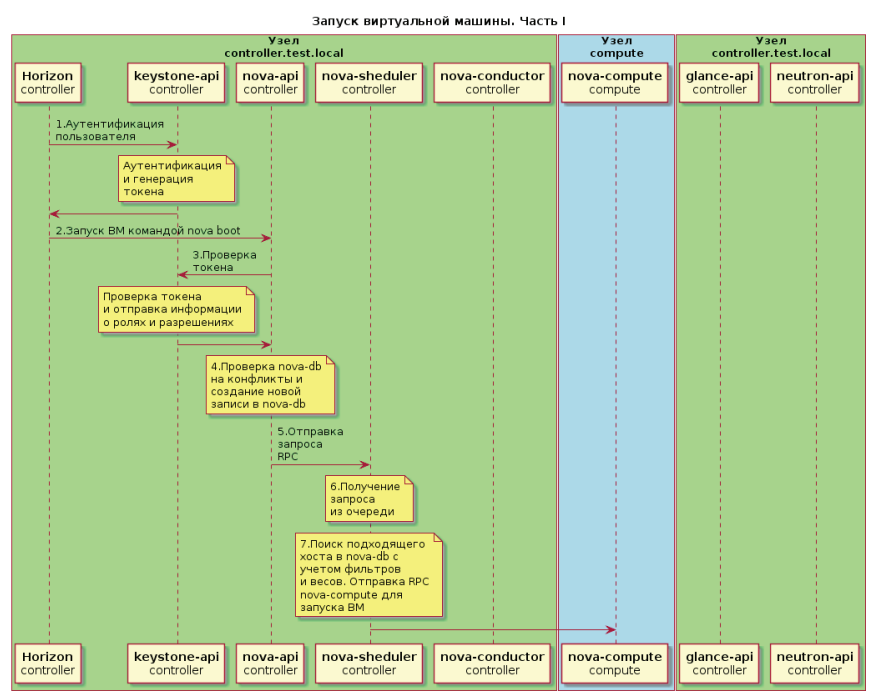 Запуск виртуальной машины. Часть I
Узел
controller.test.local
Узел
compute
Узел
controller.test.local
Horizon
controller
keystone-api
controller
nova-api
controller
nova-sheduler
controller
nova-conductor
controller
nova-compute
compute
glance-api
controller
neutron-api
controller
1.Аутентификация
пользователя
Аутентификация
и генерация
токена
2.Запуск ВМ командой nova boot
3.Проверка
токена
Проверка токена
и отправка информации
о ролях и разрешениях
4.Проверка nova-db
на конфликты и
создание новой
записи в nova-db
5.Отправка
запроса
RPC
6.Получение
запроса
из очереди
7.Поиск подходящего
хоста в nova-db с
учетом фильтров
и весов. Отправка RPC
nova-compute для
запуска ВМ
Horizon
controller
keystone-api
controller
nova-api
controller
nova-sheduler
controller
nova-conductor
controller
nova-compute
compute
glance-api
controller
neutron-api
controller